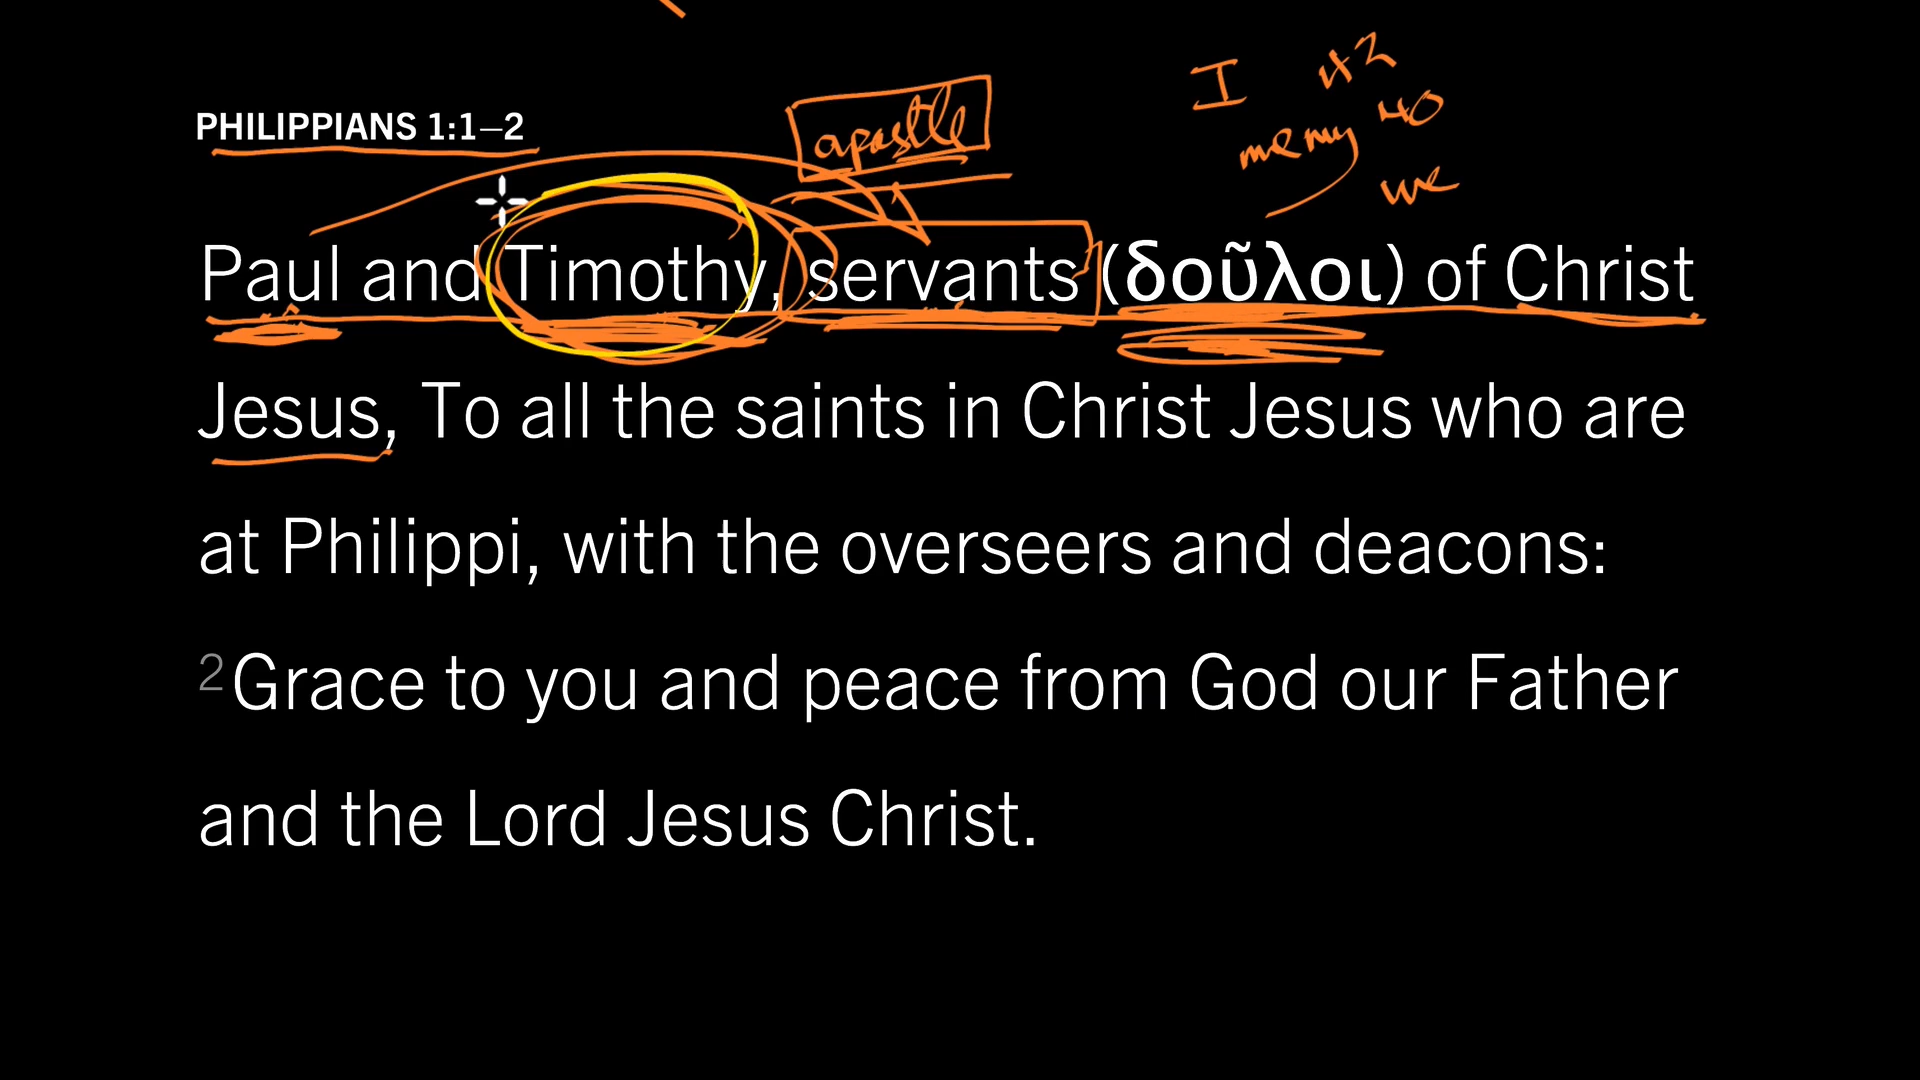 I 42
PHILIPPIANS 1:1–2 apostle me my 40
we
Paul and Timothy, servants (δοῦλοι) of Christ
Jesus, To all the saints in Christ Jesus who are
at Philippi, with the overseers and deacons:
2 Grace to you and peace from God our Father
and the Lord Jesus Christ.